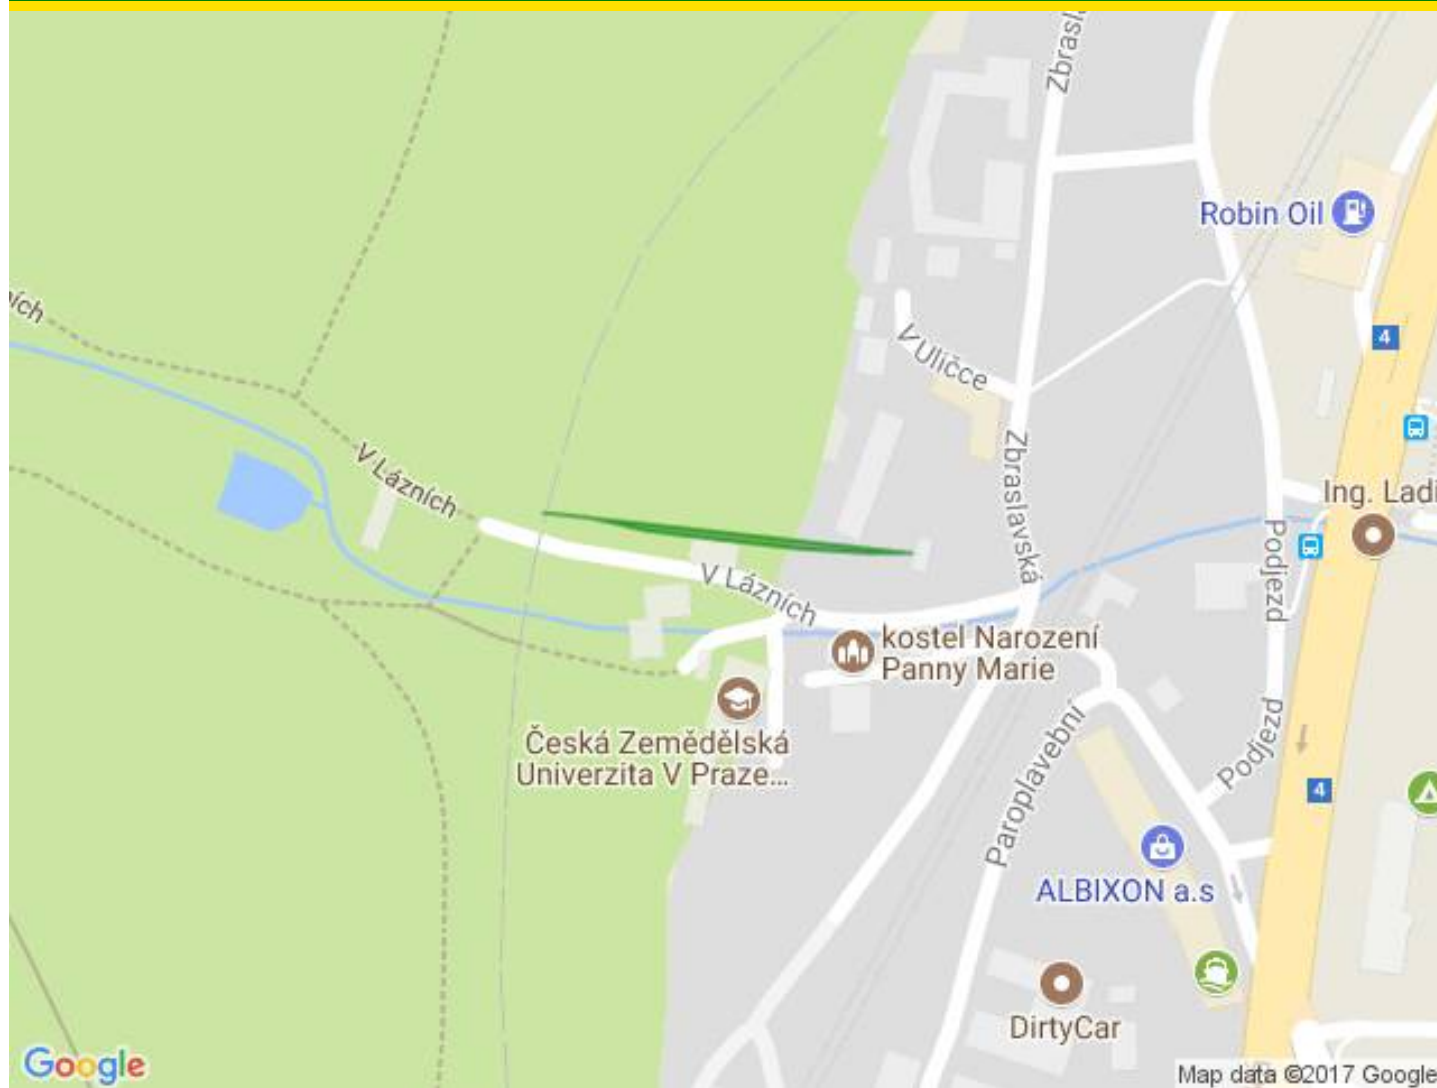 Zbrasl
Robin Oil
ích
4
V Uličce
V Lázních
Zbraslavská
Ing. Ladi
Podjezd
V Lázních
kostel Narození
Panny Marie
Česká Zemědělská
Univerzita V Praze...
Paroplavební
Podjezd
4
ALBIXON a.s
DirtyCar
Google
Map data ©2017 Google